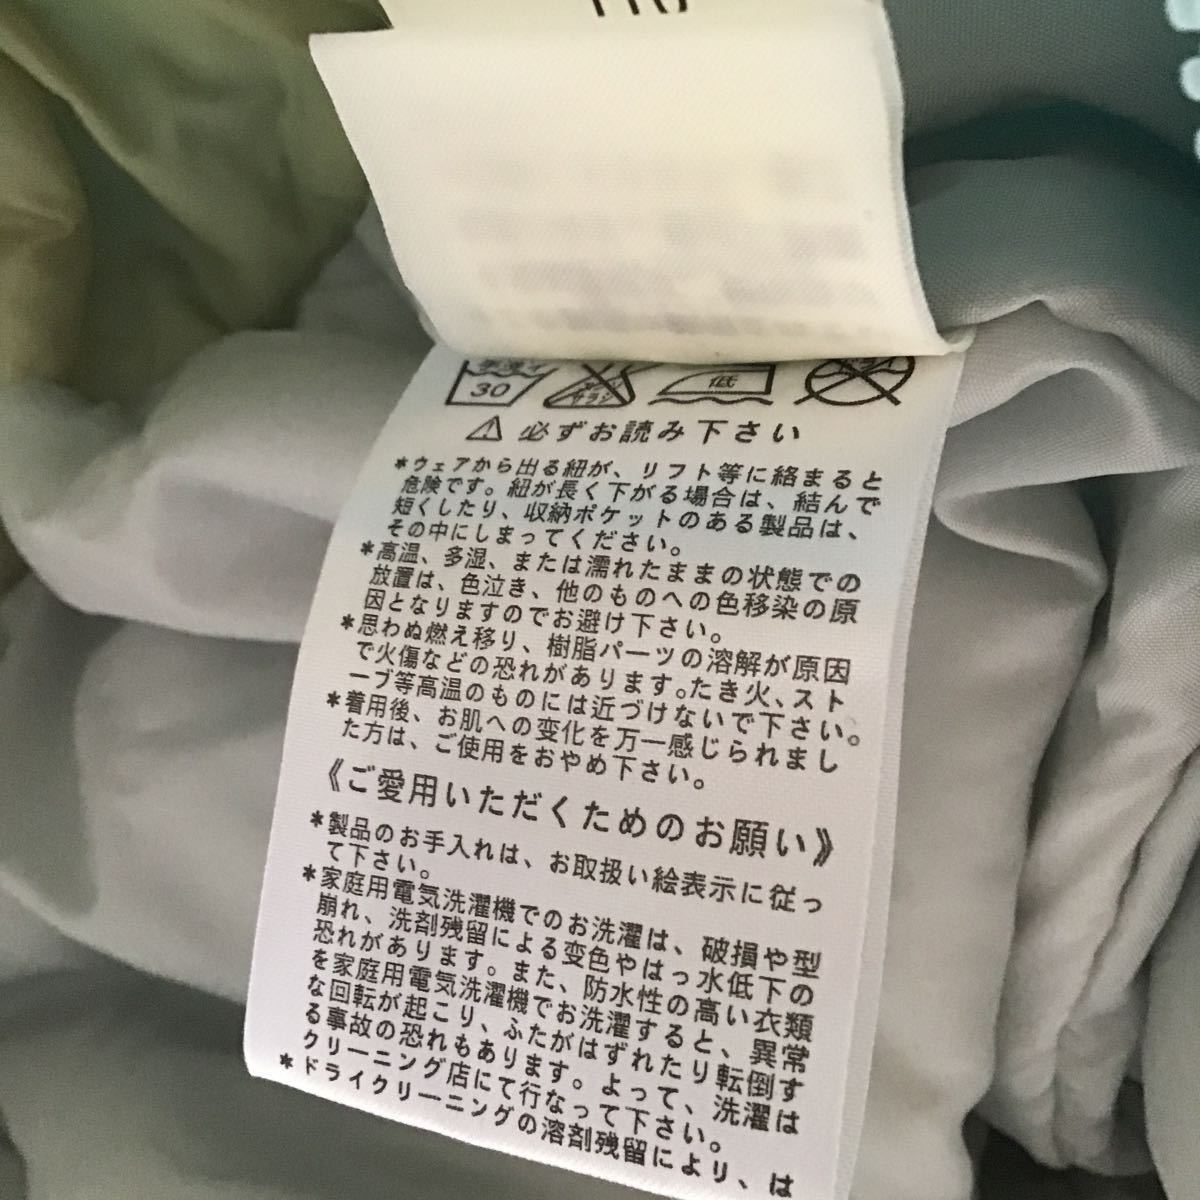 手洗イ 30 エンソ サラシ 低 ドライ
⚠ 必ずお読み下さい
*ウェアから出る紐が、リフト等に絡まると
危険です。紐が長く下がる場合は、結んで
短くしたり、収納ポケットのある製品は、
その中にしまってください。
*高温、多湿、または濡れたままの状態での
放置は、色泣き、他のものへの色移染の原
因となりますのでお避け下さい。
*思わぬ燃え移り、樹脂パーツの溶解が原因
で火傷などの恐れがあります。たき火、スト
ーブ等高温のものには近づけないで下さい。
*着用後、お肌への変化を万一感じられまし
た方は、ご使用をおやめ下さい。
《ご愛用いただくためのお願い》
*製品のお手入れは、お取扱い絵表示に従っ
て下さい。
*家庭用電気洗濯機でのお洗濯は、破損や型
崩れ、洗剤残留による変色やはっ水低下の
恐れがあります。また、防水性の高い衣類
を家庭用電気洗濯機でお洗濯すると、異常
な回転が起こり、ふたがはずれたり転倒す
る事故の恐れもあります。よって、洗濯は
クリーニング店にて行なって下さい。
*ドライクリーニングの溶剤残留により、は